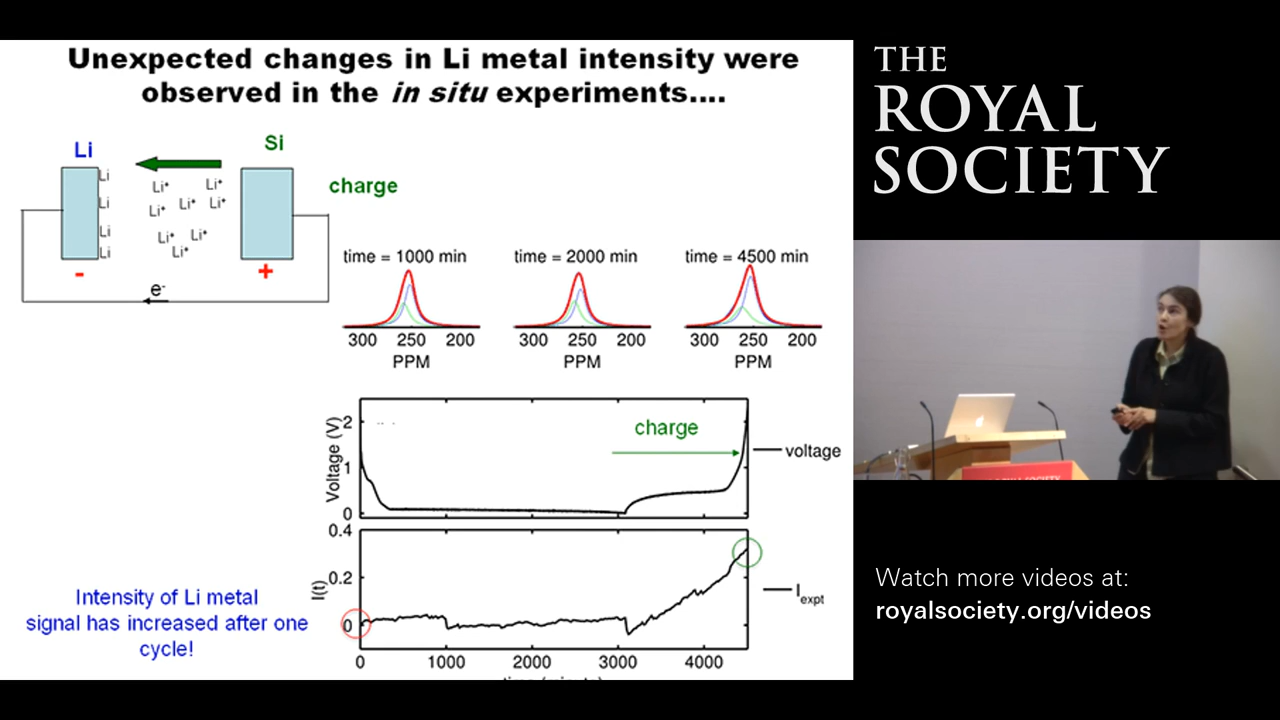 Unexpected changes in Li metal intensity were
observed in the in situ experiments....
Li
Si
charge
Li
Li
Li
Li
Li⁺
Li⁺
Li⁺
Li⁺
Li⁺
Li⁺
Li⁺
Li⁺
-
+
e⁻
time = 1000 min
time = 2000 min
time = 4500 min
300 250 200
300 250 200
300 250 200
PPM
PPM
PPM
Voltage (V)
2
1
0
charge
voltage
I(t)
0.4
0.2
0
I expt
0 1000 2000 3000 4000
Intensity of Li metal
signal has increased after one
cycle!
THE
ROYAL
SOCIETY
Watch more videos at:
royalsociety.org/videos